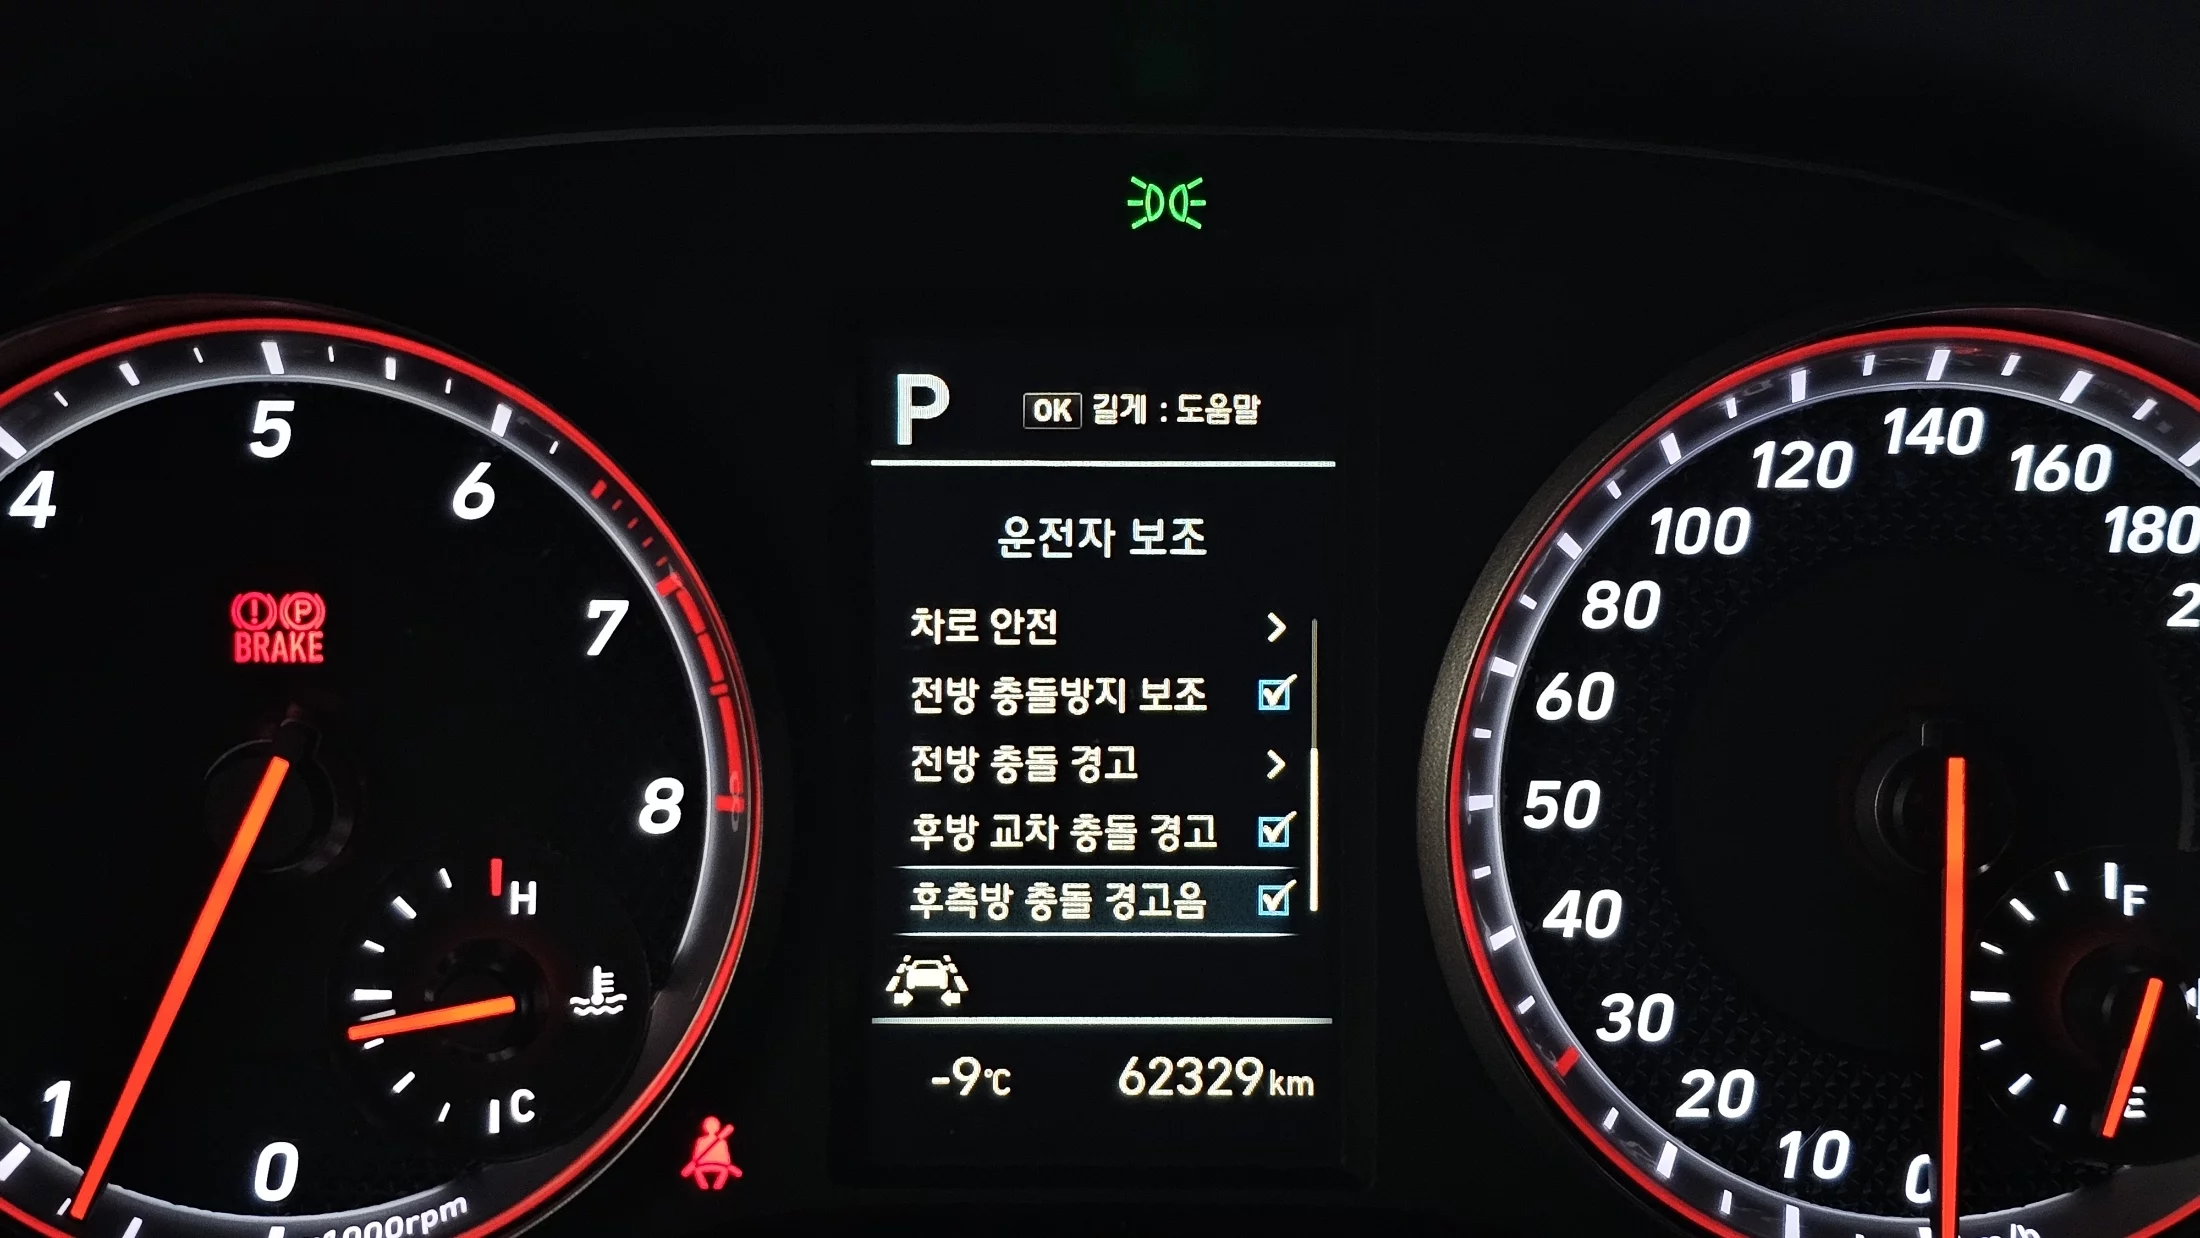 P
OK 길게 : 도움말
운전자 보조
차로 안전
전방 충돌방지 보조
전방 충돌 경고
후방 교차 충돌 경고
후측방 충돌 경고음
-9℃ 62329km
0
1
4
5
6
7
8
BRAKE
P
H
C
0
10
20
30
40
50
60
80
100
120
140
160
180
F
E